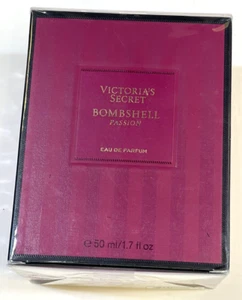 VICTORIA'S
SECRET
BOMBSHELL
PASSION
EAU DE PARFUM
℮ 50 ml/1.7 fl oz